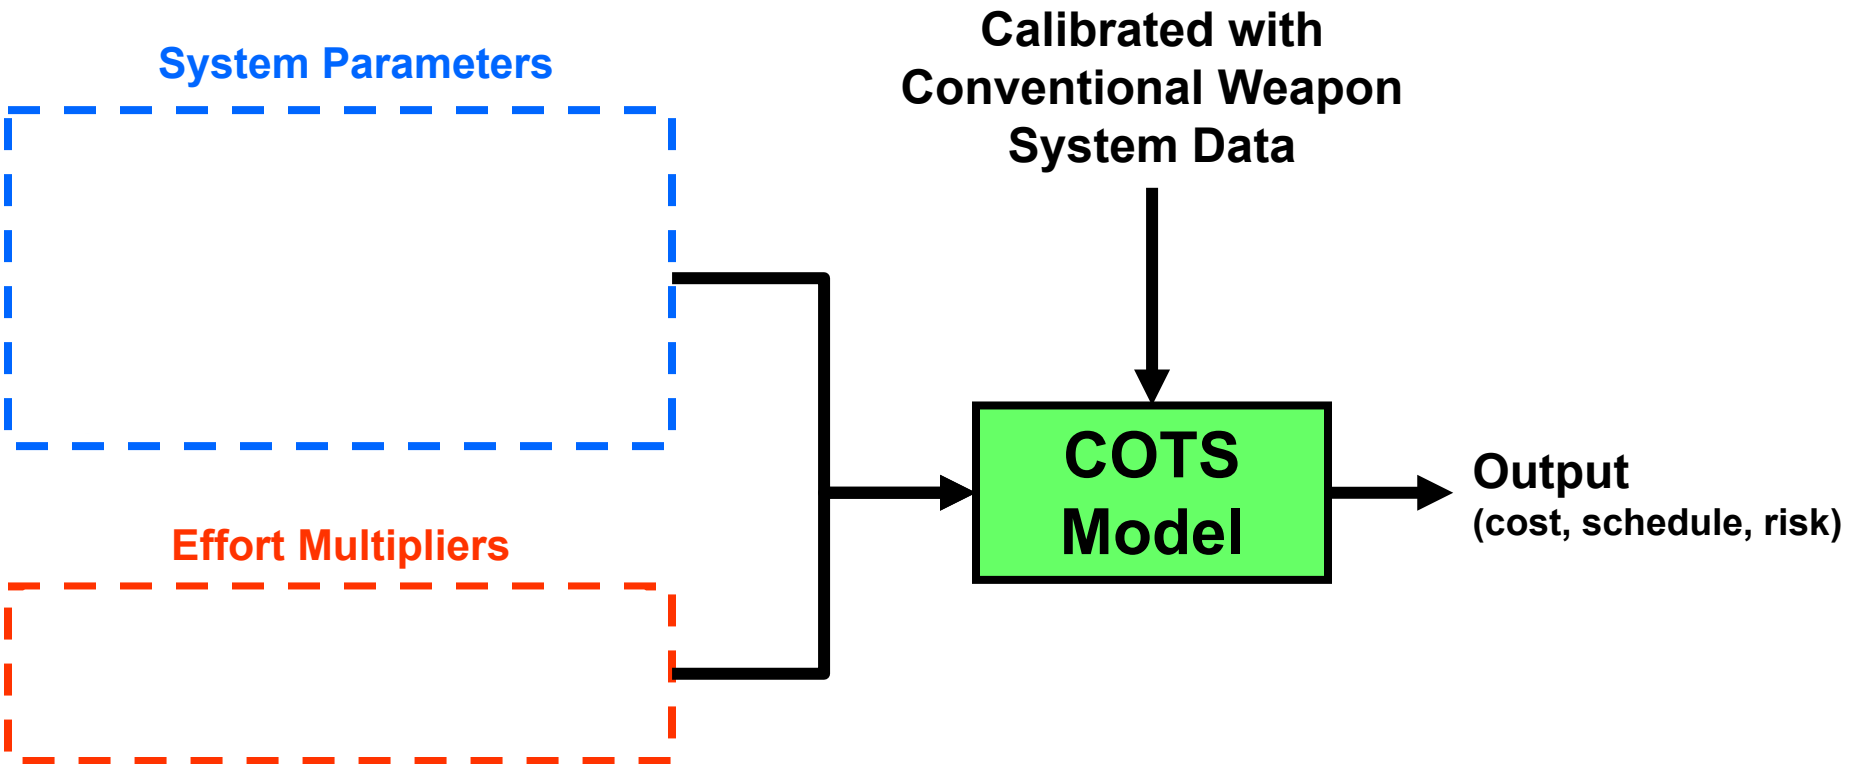 System Parameters
Calibrated with
Conventional Weapon
System Data
COTS
Model
Output
(cost, schedule, risk)
Effort Multipliers